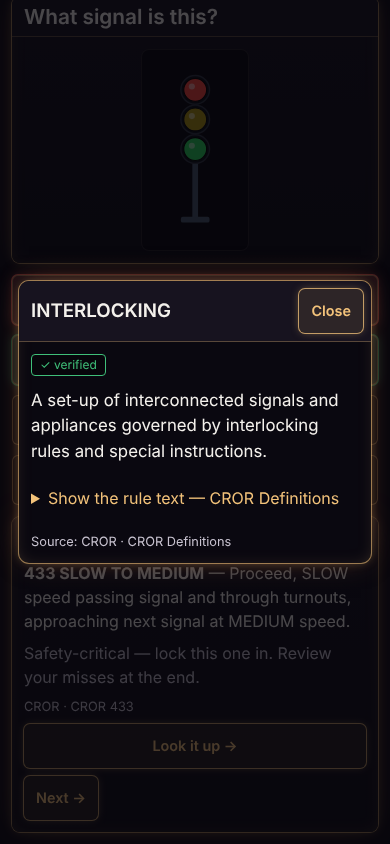 What signal is this?
INTERLOCKING
Close
✓ verified
A set-up of interconnected signals and
appliances governed by interlocking
rules and special instructions.
▶ Show the rule text — CROR Definitions
Source: CROR · CROR Definitions
433 SLOW TO MEDIUM — Proceed, SLOW
speed passing signal and through turnouts,
approaching next signal at MEDIUM speed.
Safety-critical — lock this one in. Review
your misses at the end.
CROR · CROR 433
Look it up →
Next →